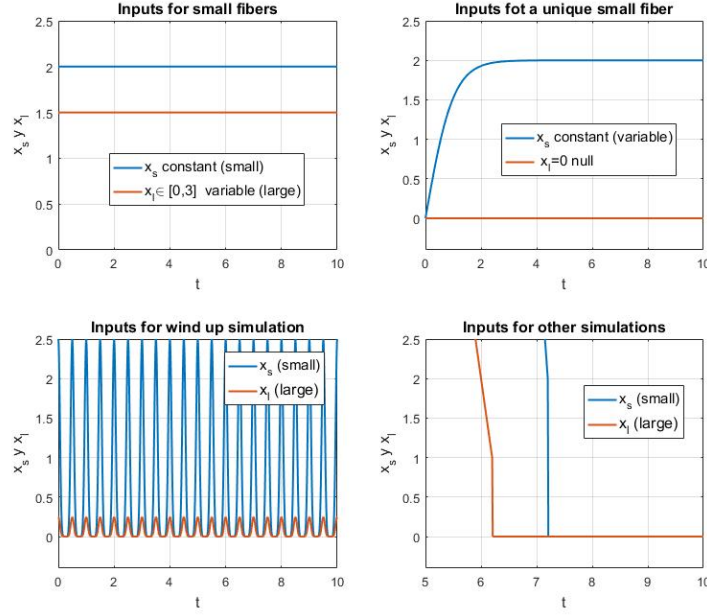 Inputs for small fibers
2.5
2
1.5
1
0.5
0
x_s y x_l
x_s constant (small)
x_l∈ [0,3] variable (large)
0 2 4 6 8 10
t
Inputs fot a unique small fiber
2.5
2
1.5
1
0.5
0
x_s y x_l
x_s constant (variable)
x_l=0 null
0 2 4 6 8 10
t
Inputs for wind up simulation
2.5
2
1.5
1
0.5
0
x_s y x_l
x_s (small)
x_l (large)
0 2 4 6 8 10
t
Inputs for other simulations
2.5
2
1.5
1
0.5
0
x_s y x_l
x_s (small)
x_l (large)
5 6 7 8 9 10
t